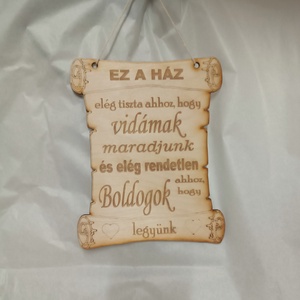 EZ A HÁZ
elég tiszta ahhoz, hogy
vidámak
maradjunk
és elég rendetlen
ahhoz,
Boldogok hogy
legyünk